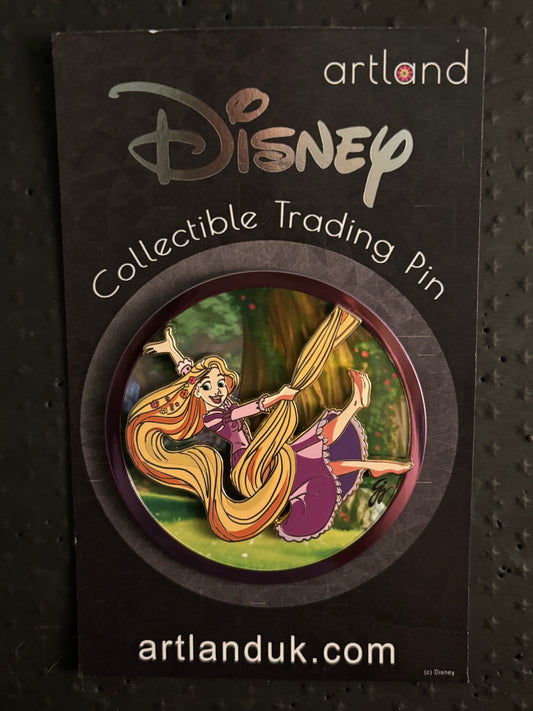 artland
Disney
Collectible Trading Pin
artlanduk.com
(c) Disney